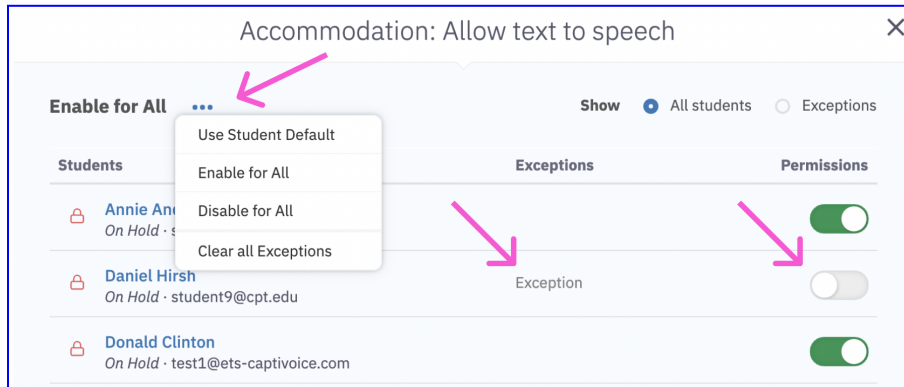 Accommodation: Allow text to speech
Enable for All ••• Show All students Exceptions
Use Student Default
Enable for All
Disable for All
Clear all Exceptions
Students Exceptions Permissions
Annie
On Hold ·
Daniel Hirsh Exception
On Hold · student9@cpt.edu
Donald Clinton
On Hold · test1@ets-captivoice.com